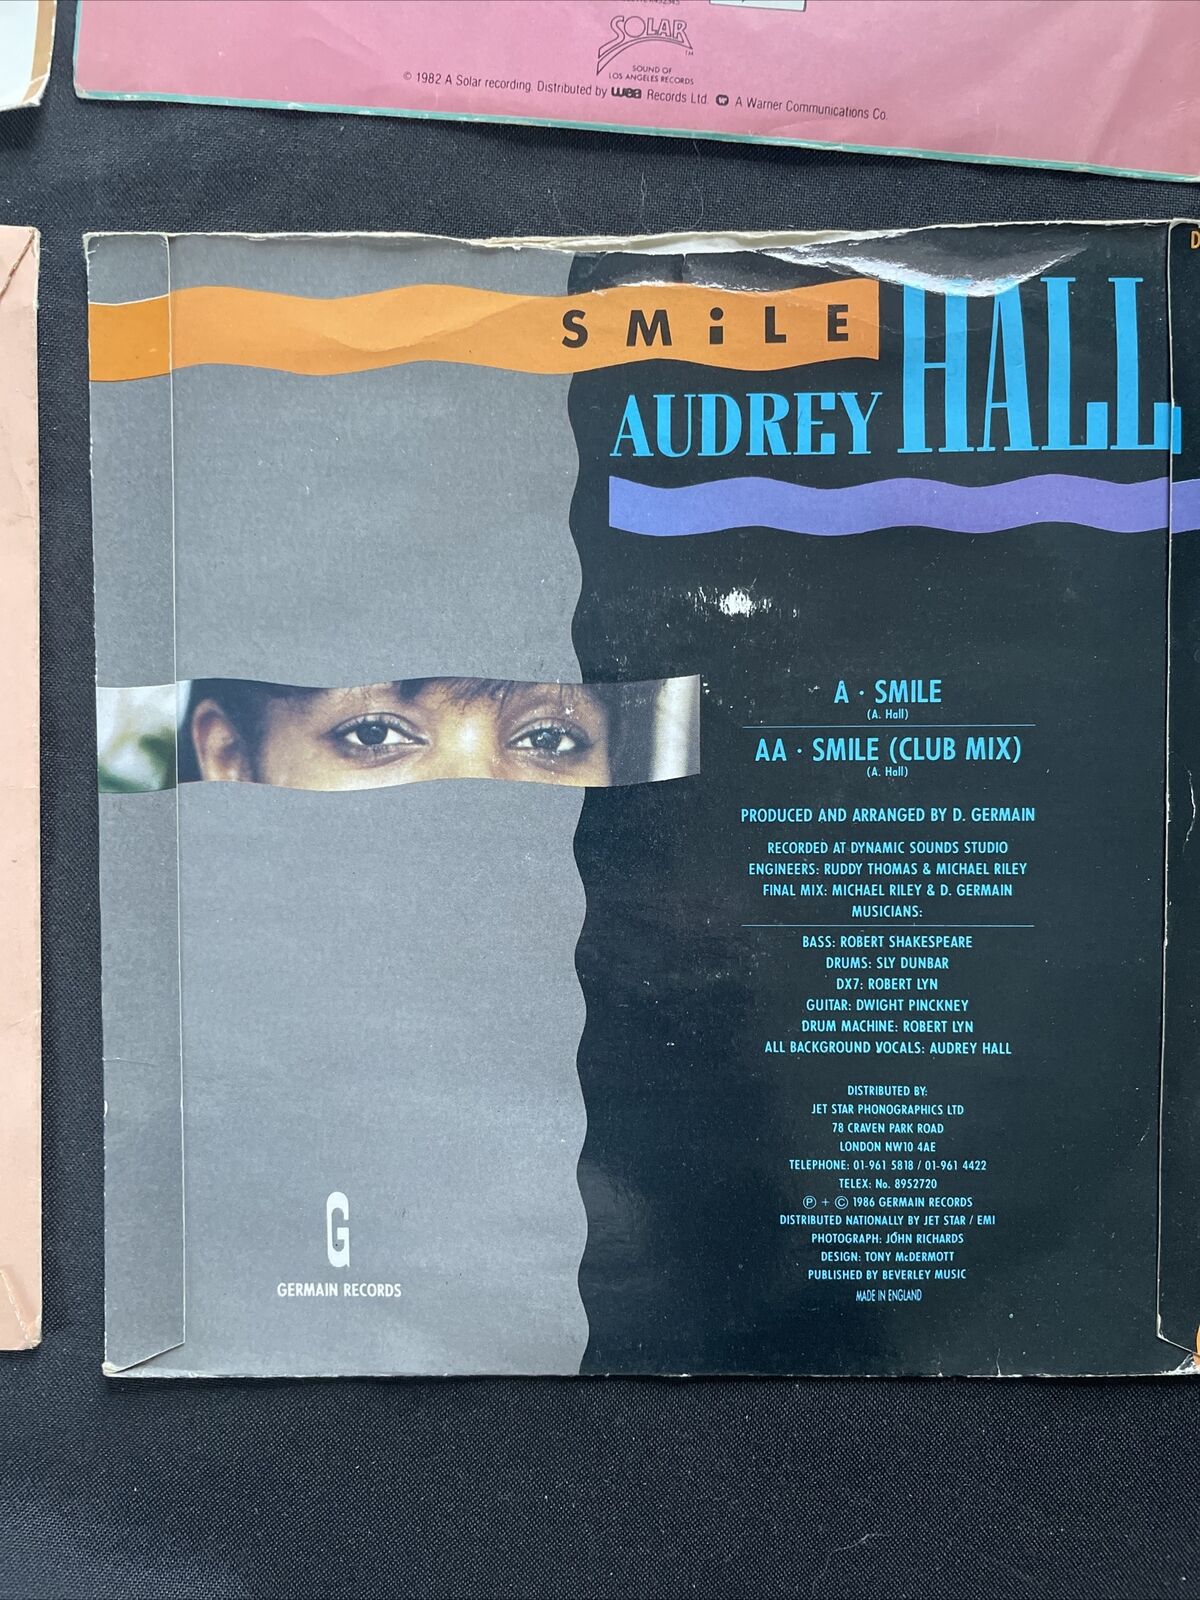 SOLAR
TM
SOUND OF
LOS ANGELES RECORDS
© 1982 A Solar recording. Distributed by wea Records Ltd. A Warner Communications Co.
D
SMiLE
AUDREY HALL
A · SMILE
(A. Hall)
AA · SMILE (CLUB MIX)
(A. Hall)
PRODUCED AND ARRANGED BY D. GERMAIN
RECORDED AT DYNAMIC SOUNDS STUDIO
ENGINEERS: RUDDY THOMAS & MICHAEL RILEY
FINAL MIX: MICHAEL RILEY & D. GERMAIN
MUSICIANS:
BASS: ROBERT SHAKESPEARE
DRUMS: SLY DUNBAR
DX7: ROBERT LYN
GUITAR: DWIGHT PINCKNEY
DRUM MACHINE: ROBERT LYN
ALL BACKGROUND VOCALS: AUDREY HALL
DISTRIBUTED BY:
JET STAR PHONOGRAPHICS LTD
78 CRAVEN PARK ROAD
LONDON NW10 4AE
TELEPHONE: 01-961 5818 / 01-961 4422
TELEX: No. 8952720
℗ + © 1986 GERMAIN RECORDS
DISTRIBUTED NATIONALLY BY JET STAR / EMI
PHOTOGRAPH: JOHN RICHARDS
DESIGN: TONY McDERMOTT
PUBLISHED BY BEVERLEY MUSIC
MADE IN ENGLAND
G
GERMAIN RECORDS